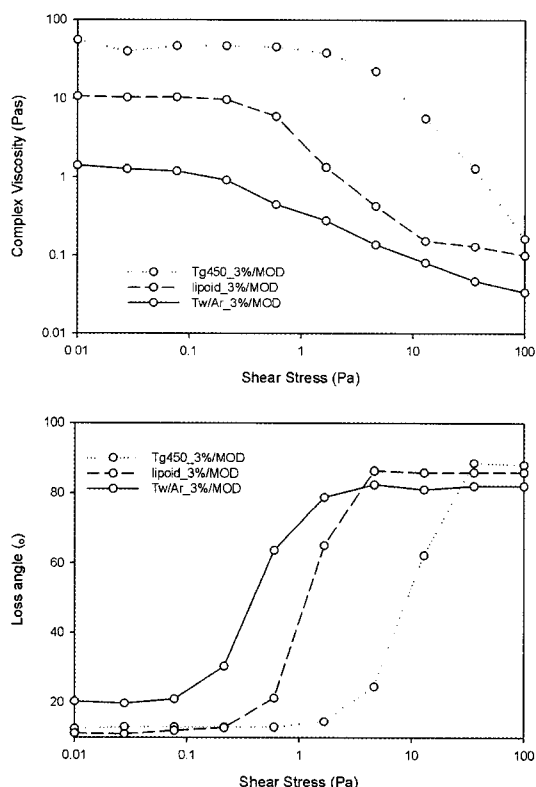 100
10
1
0.1
0.01
Complex Viscosity (Pas)
Tg450_3%/MOD
lipoid_3%/MOD
Tw/Ar_3%/MOD
0.01 0.1 1 10 100
Shear Stress (Pa)
100
80
60
40
20
Loss angle (o)
Tg450_3%/MOD
lipoid_3%/MOD
Tw/Ar_3%/MOD
0.01 0.1 1 10 100
Shear Stress (Pa)